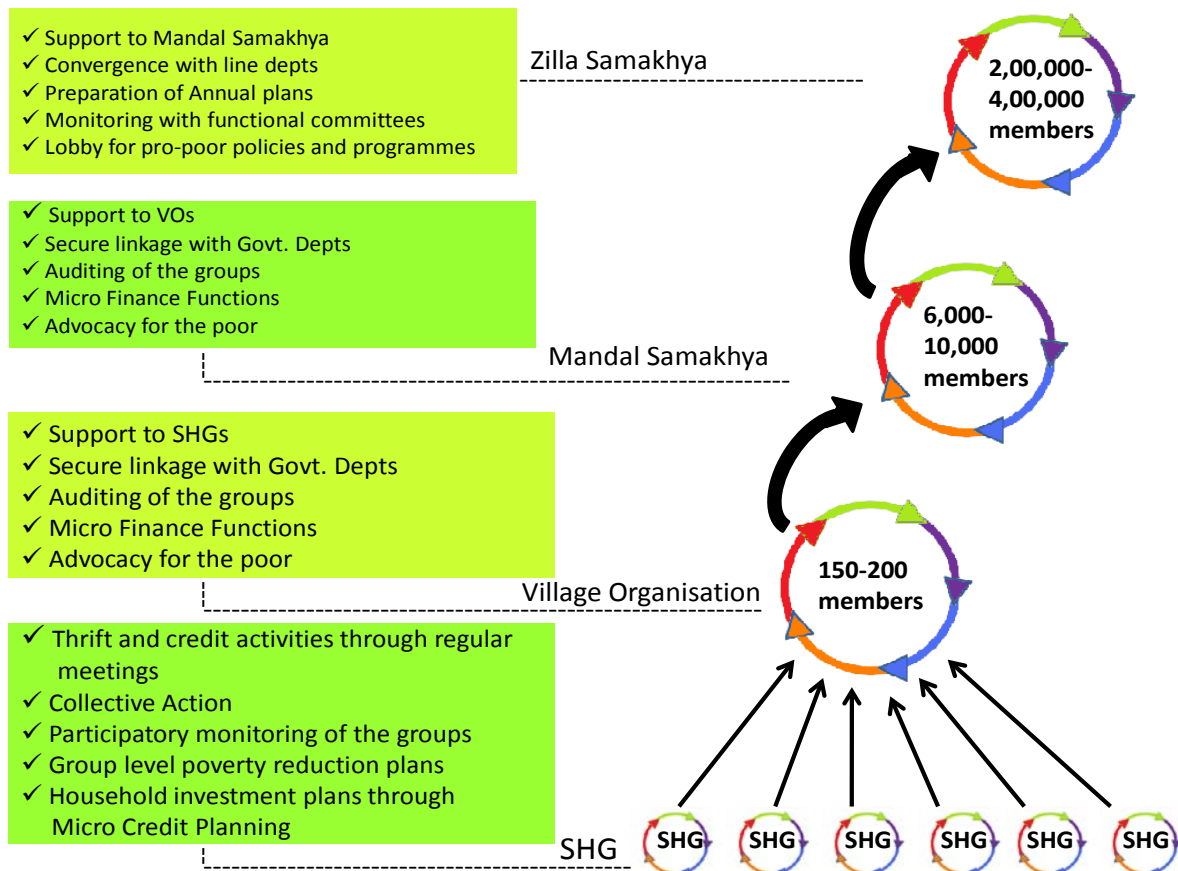 ✓ Support to Mandal Samakhya
✓ Convergence with line depts
✓ Preparation of Annual plans
✓ Monitoring with functional committees
✓ Lobby for pro-poor policies and programmes
Zilla Samakhya
2,00,000-
4,00,000
members
✓ Support to VOs
✓ Secure linkage with Govt. Depts
✓ Auditing of the groups
✓ Micro Finance Functions
✓ Advocacy for the poor
Mandal Samakhya
6,000-
10,000
members
✓ Support to SHGs
✓ Secure linkage with Govt. Depts
✓ Auditing of the groups
✓ Micro Finance Functions
✓ Advocacy for the poor
Village Organisation
150-200
members
✓ Thrift and credit activities through regular
meetings
✓ Collective Action
✓ Participatory monitoring of the groups
✓ Group level poverty reduction plans
✓ Household investment plans through
Micro Credit Planning
SHG
SHG
SHG
SHG
SHG
SHG
SHG